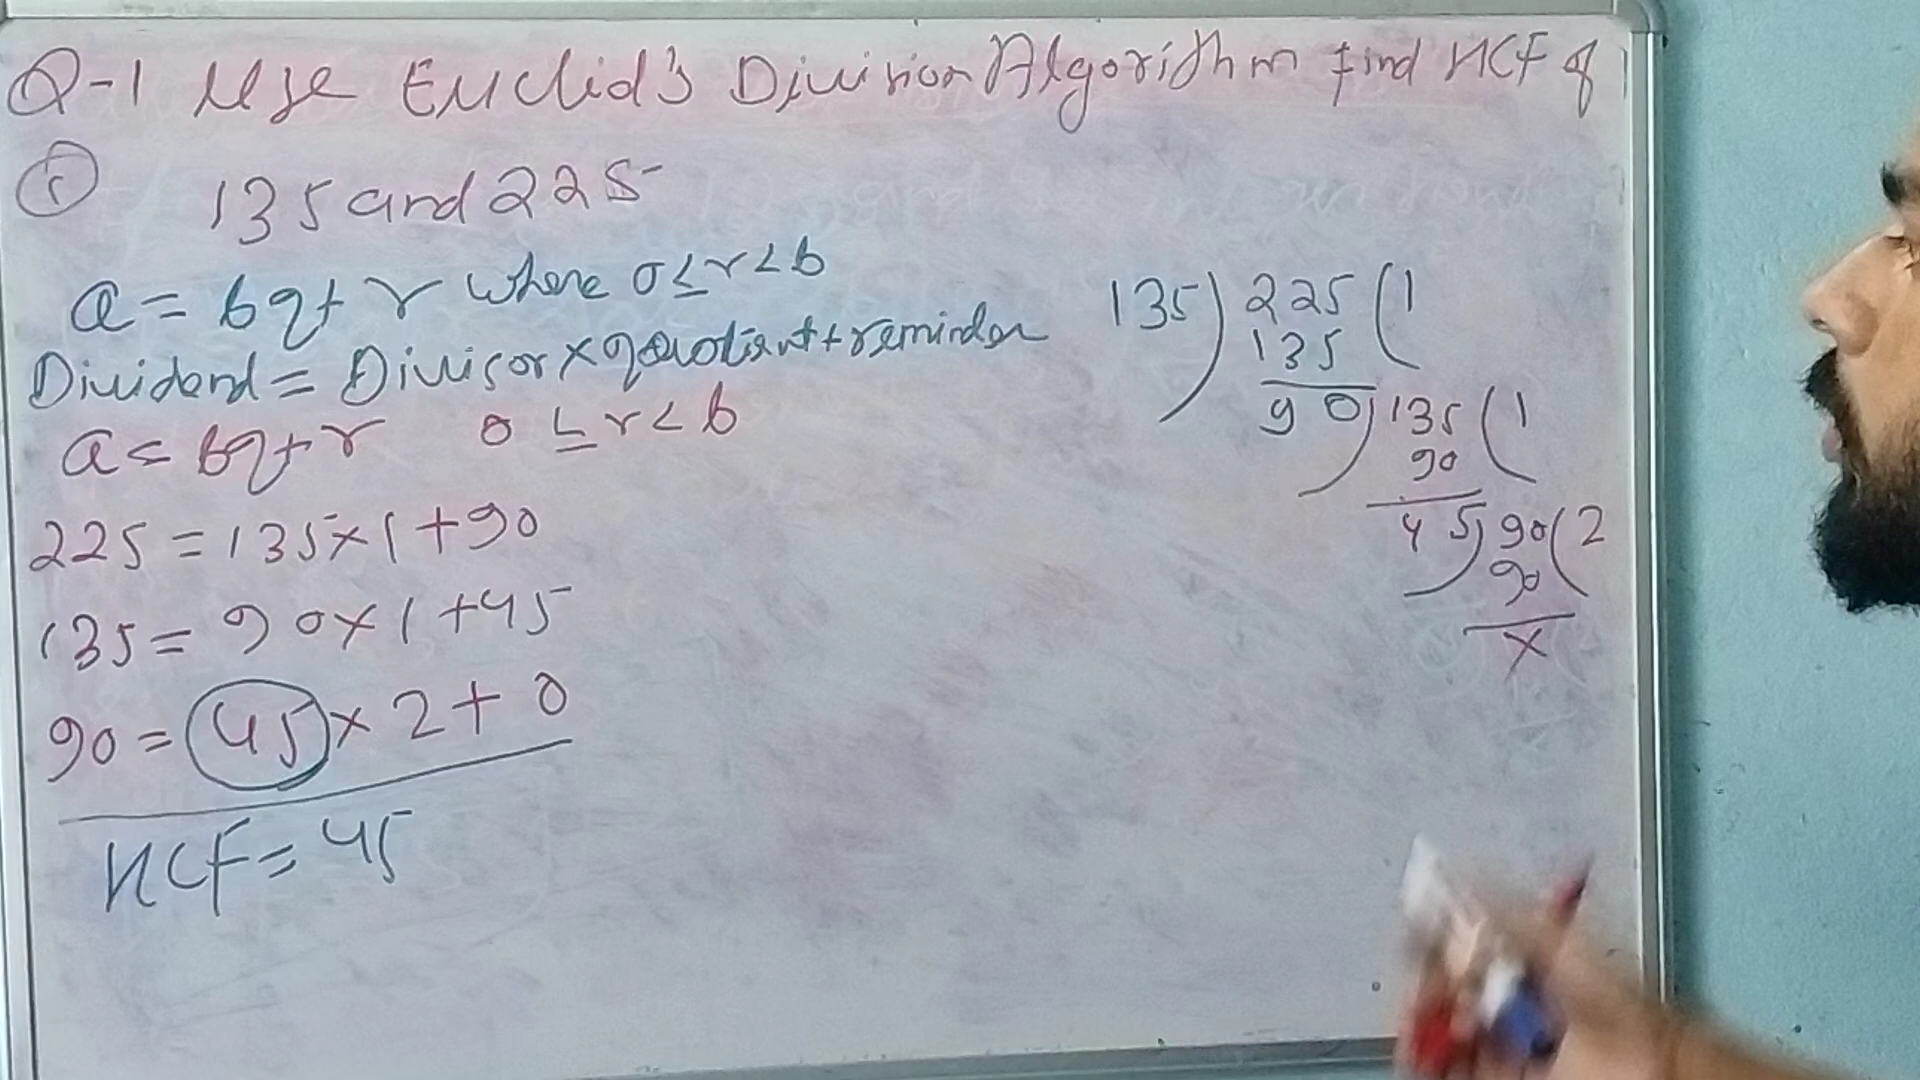 Q-1 Use Euclid's Division Algorithm find HCF of
(i) 135 and 225
a = bq + r where 0 ≤ r < b
Dividend = Divisor × quotient + reminder
a = bq + r 0 ≤ r < b
225 = 135 × 1 + 90
135 = 90 × 1 + 45
90 = 45 × 2 + 0
HCF = 45
135) 225 (1
135
90) 135 (1
90
45) 90 (2
90
×